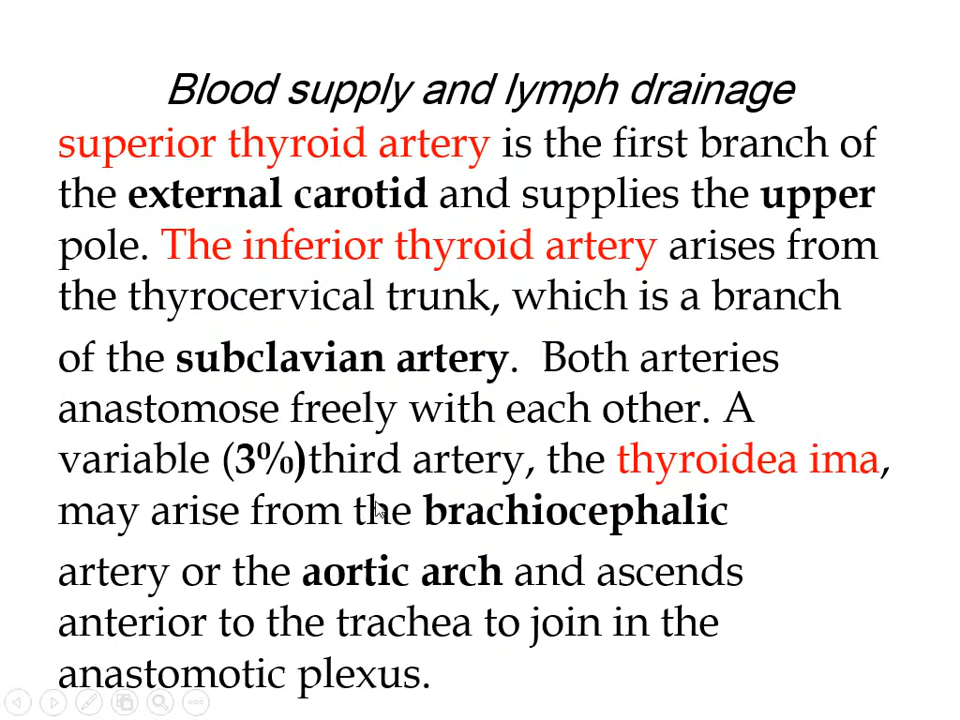 Blood supply and lymph drainage
superior thyroid artery is the first branch of
the external carotid and supplies the upper
pole. The inferior thyroid artery arises from
the thyrocervical trunk, which is a branch
of the subclavian artery.  Both arteries
anastomose freely with each other. A
variable (3%)third artery, the thyroidea ima,
may arise from the brachiocephalic
artery or the aortic arch and ascends
anterior to the trachea to join in the
anastomotic plexus.